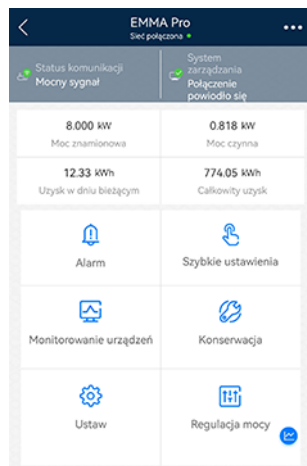 EMMA Pro
Sieć połączona
Status komunikacji
Mocny sygnał
System
zarządzania
Połączenie
powiodło się
8.000 kW
Moc znamionowa
0.818 kW
Moc czynna
12.33 kWh
Uzysk w dniu bieżącym
774.05 kWh
Całkowity uzysk
Alarm
Szybkie ustawienia
Monitorowanie urządzeń
Konserwacja
Ustaw
Regulacja mocy